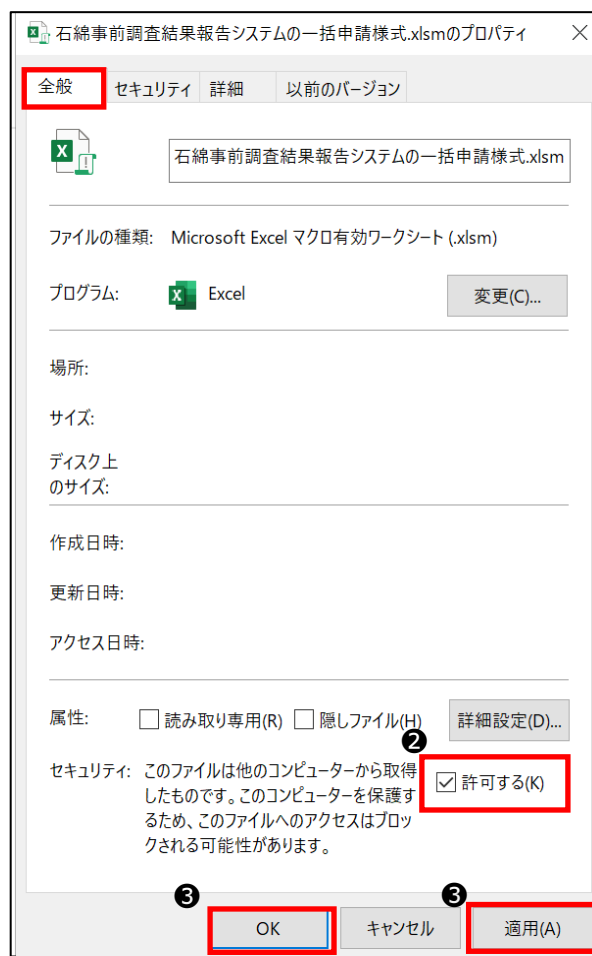 石綿事前調査結果報告システムの一括申請様式.xlsmのプロパティ
全般 セキュリティ 詳細 以前のバージョン
石綿事前調査結果報告システムの一括申請様式.xlsm
ファイルの種類: Microsoft Excel マクロ有効ワークシート (.xlsm)
プログラム: Excel 変更(C)...
場所:
サイズ:
ディスク上
のサイズ:
作成日時:
更新日時:
アクセス日時:
属性: 読み取り専用(R) 隠しファイル(H) 詳細設定(D)...
❷
セキュリティ: このファイルは他のコンピューターから取得 許可する(K)
したものです。このコンピューターを保護す
るため、このファイルへのアクセスはブロッ
クされる可能性があります。
❸ ❸
OK キャンセル 適用(A)